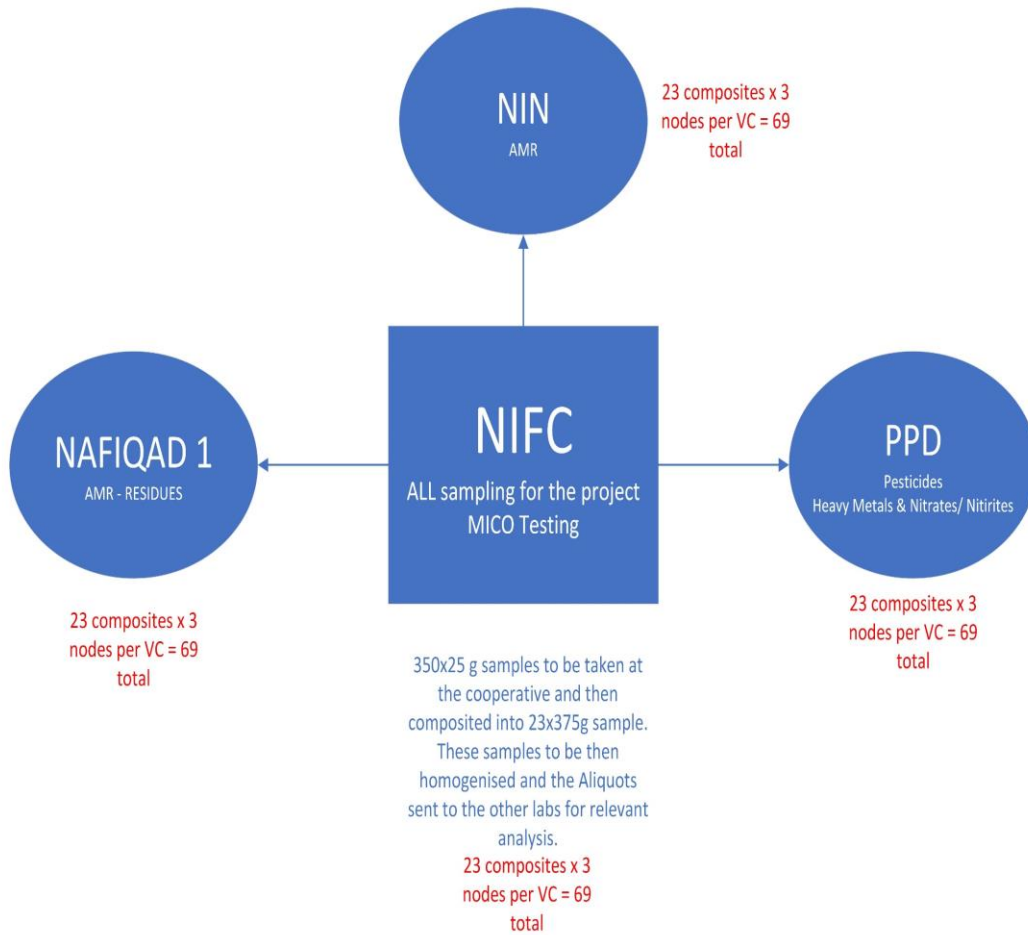 NIN
AMR
23 composites x 3
nodes per VC = 69
total
NAFIQAD 1
AMR - RESIDUES
23 composites x 3
nodes per VC = 69
total
NIFC
ALL sampling for the project
MICO Testing
PPD
Pesticides
Heavy Metals & Nitrates/ Nitirites
23 composites x 3
nodes per VC = 69
total
350x25 g samples to be taken at
the cooperative and then
composited into 23x375g sample.
These samples to be then
homogenised and the Aliquots
sent to the other labs for relevant
analysis.
23 composites x 3
nodes per VC = 69
total